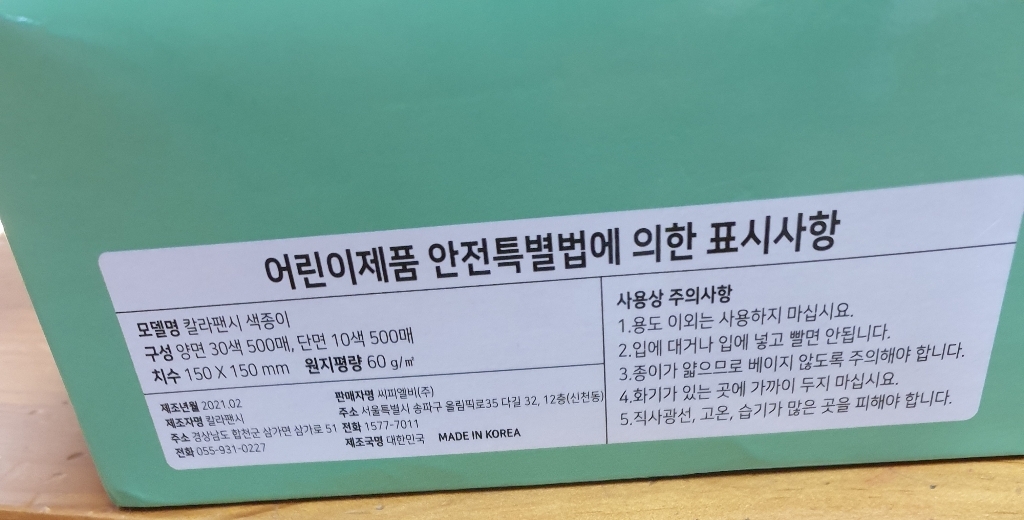 어린이제품 안전특별법에 의한 표시사항
모델명 칼라팬시 색종이
구성 양면 30색 500매, 단면 10색 500매
치수 150 X 150 mm 원지평량 60 g/㎡
제조년월 2021.02
제조자명 칼라팬시
주소 경상남도 합천군 삼가면 삼가로 51
전화 055-931-0227
판매자명 씨피엘비(주)
주소 서울특별시 송파구 올림픽로35 다길 32, 12층(신천동)
전화 1577-7011
제조국명 대한민국 MADE IN KOREA
사용상 주의사항
1.용도 이외는 사용하지 마십시요.
2.입에 대거나 입에 넣고 빨면 안됩니다.
3.종이가 얇으므로 베이지 않도록 주의해야 합니다.
4.화기가 있는 곳에 가까이 두지 마십시요.
5.직사광선, 고온, 습기가 많은 곳을 피해야 합니다.